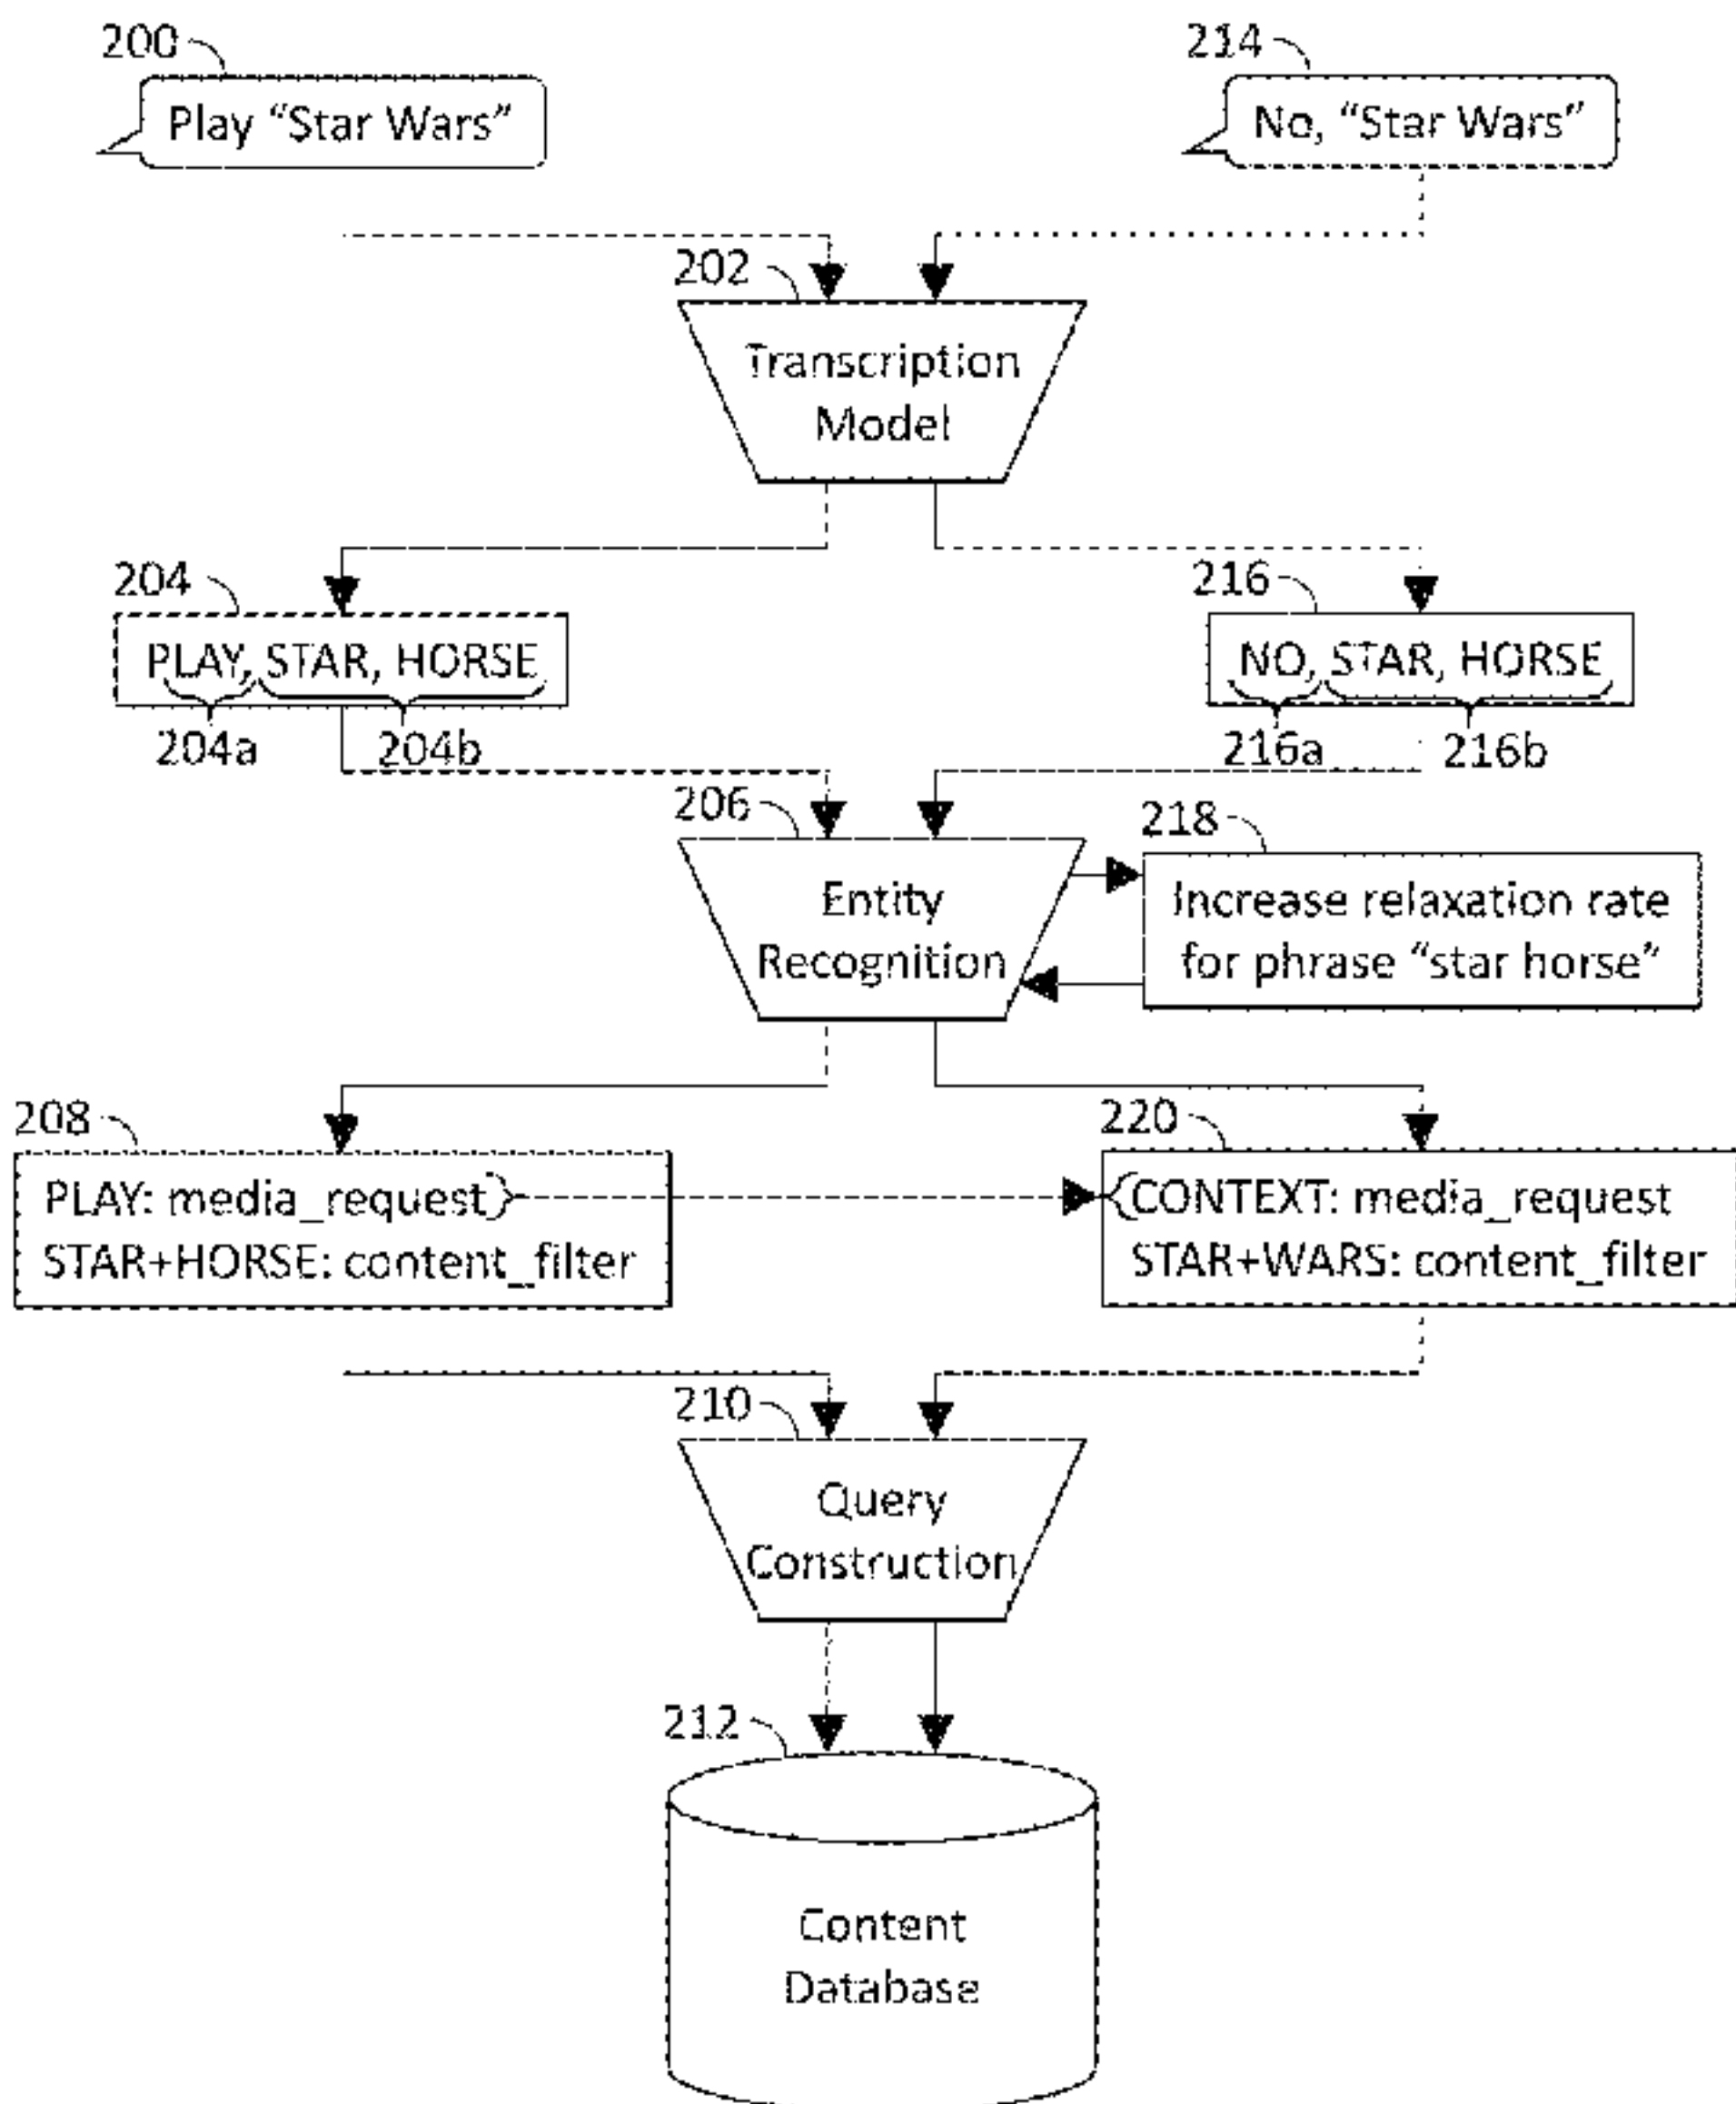 200
214
Play “Star Wars”
No, “Star Wars”
202
Transcription
Model
204
216
PLAY, STAR, HORSE
NO, STAR, HORSE
204a
204b
216a
216b
206
218
Entity
Recognition
Increase relaxation rate
for phrase “star horse”
208
220
PLAY: media_request
STAR+HORSE: content_filter
CONTEXT: media_request
STAR+WARS: content_filter
210
Query
Construction
212
Content
Database